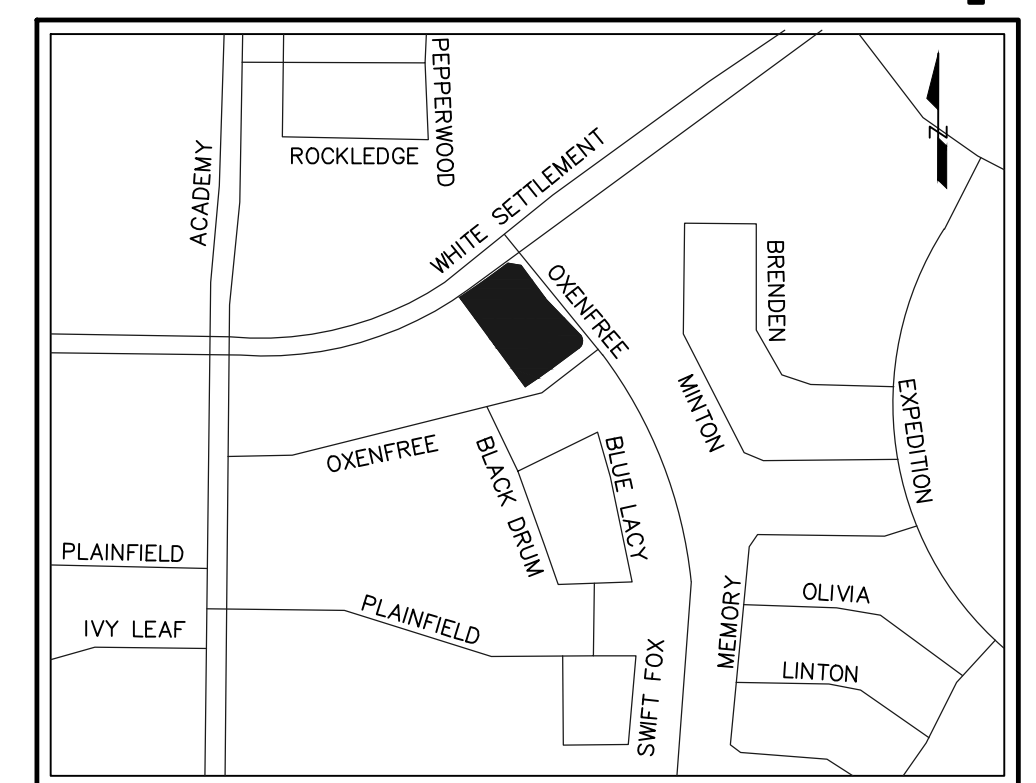 PEPPERWOOD
N
ROCKLEDGE
ACADEMY
WHITE SETTLEMENT
OXENFREE
BRENDEN
MINTON
EXPEDITION
OXENFREE
BLACK DRUM
BLUE LACY
PLAINFIELD
PLAINFIELD
IVY LEAF
MEMORY
OLIVIA
LINTON
SWIFT FOX